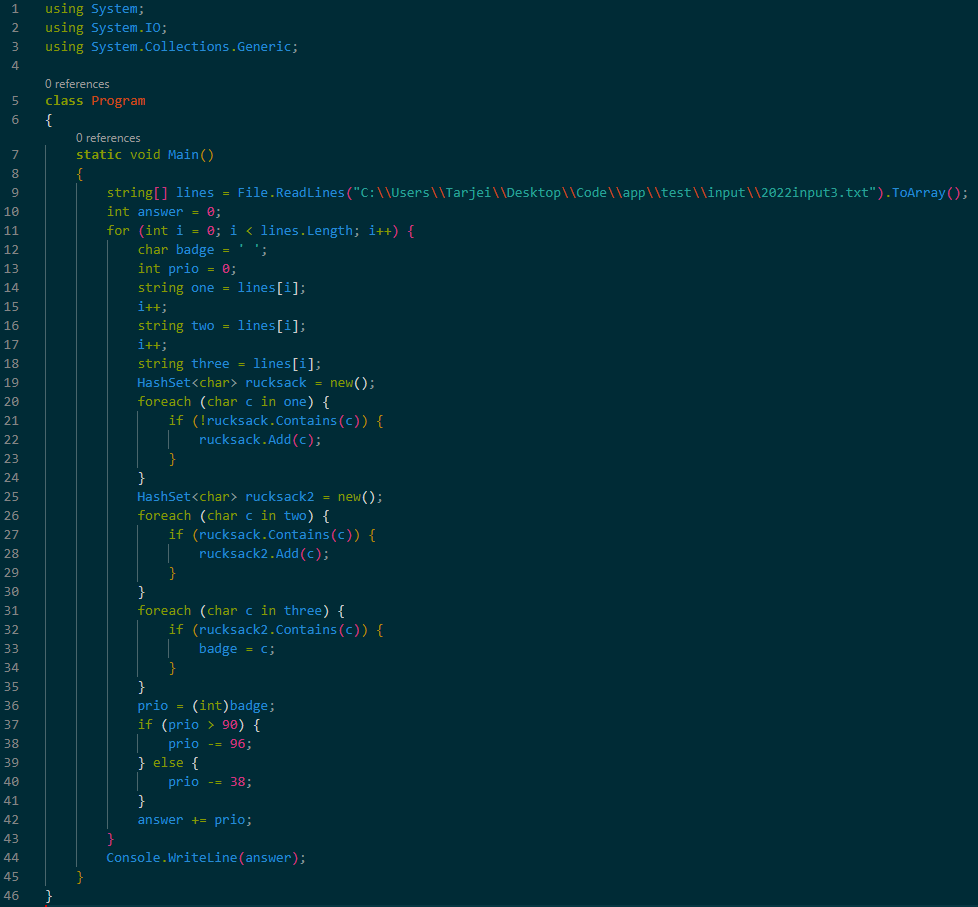 1 using System;
2 using System.IO;
3 using System.Collections.Generic;
4
0 references
5 class Program
6 {
0 references
7 static void Main()
8 {
9 string[] lines = File.ReadLines("C:\\Users\\Tarjei\\Desktop\\Code\\app\\test\\input\\2022input3.txt").ToArray();
10 int answer = 0;
11 for (int i = 0; i < lines.Length; i++) {
12 char badge = ' ';
13 int prio = 0;
14 string one = lines[i];
15 i++;
16 string two = lines[i];
17 i++;
18 string three = lines[i];
19 HashSet<char> rucksack = new();
20 foreach (char c in one) {
21 if (!rucksack.Contains(c)) {
22 rucksack.Add(c);
23 }
24 }
25 HashSet<char> rucksack2 = new();
26 foreach (char c in two) {
27 if (rucksack.Contains(c)) {
28 rucksack2.Add(c);
29 }
30 }
31 foreach (char c in three) {
32 if (rucksack2.Contains(c)) {
33 badge = c;
34 }
35 }
36 prio = (int)badge;
37 if (prio > 90) {
38 prio -= 96;
39 } else {
40 prio -= 38;
41 }
42 answer += prio;
43 }
44 Console.WriteLine(answer);
45 }
46 }